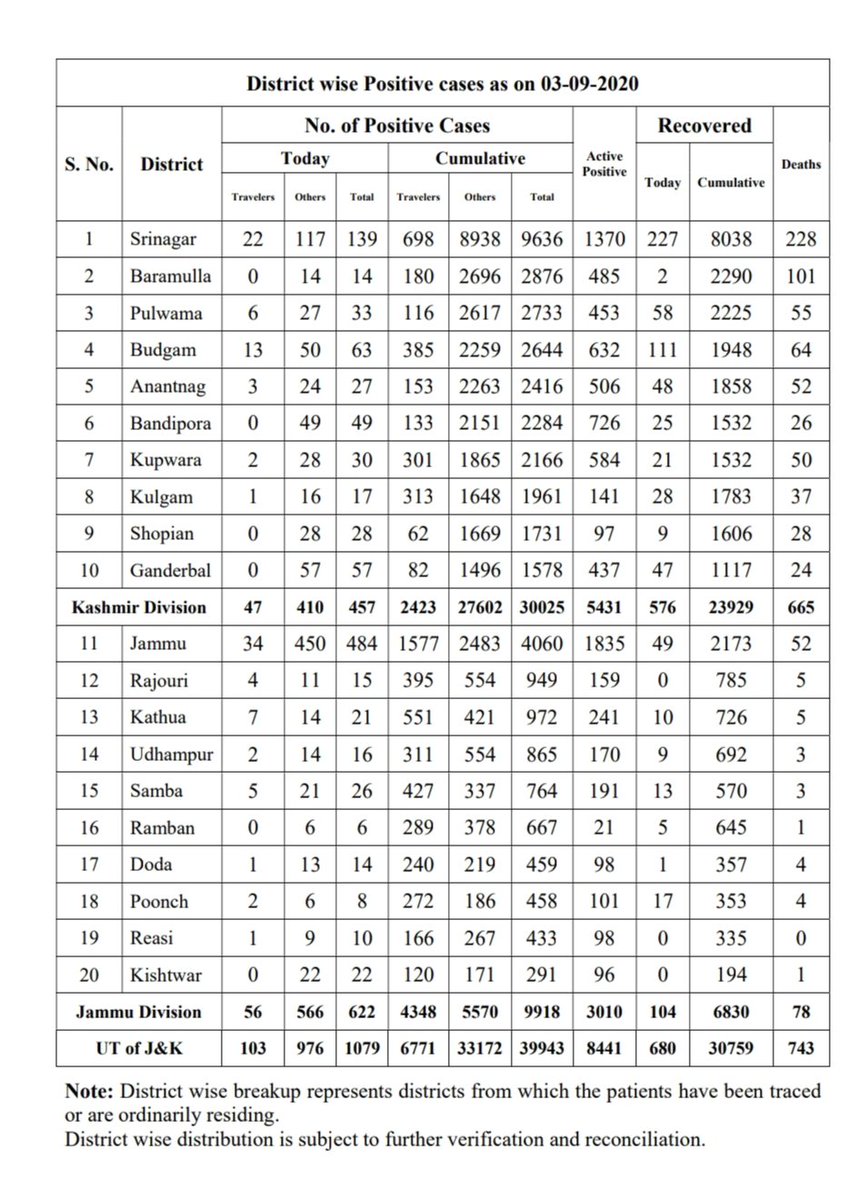 District wise Positive cases as on 03-09-2020
S. No. District No. of Positive Cases Active Positive Recovered Deaths
Today Cumulative Today Cumulative
Travelers Others Total Travelers Others Total
1 Srinagar 22 117 139 698 8938 9636 1370 227 8038 228
2 Baramulla 0 14 14 180 2696 2876 485 2 2290 101
3 Pulwama 6 27 33 116 2617 2733 453 58 2225 55
4 Budgam 13 50 63 385 2259 2644 632 111 1948 64
5 Anantnag 3 24 27 153 2263 2416 506 48 1858 52
6 Bandipora 0 49 49 133 2151 2284 726 25 1532 26
7 Kupwara 2 28 30 301 1865 2166 584 21 1532 50
8 Kulgam 1 16 17 313 1648 1961 141 28 1783 37
9 Shopian 0 28 28 62 1669 1731 97 9 1606 28
10 Ganderbal 0 57 57 82 1496 1578 437 47 1117 24
Kashmir Division 47 410 457 2423 27602 30025 5431 576 23929 665
11 Jammu 34 450 484 1577 2483 4060 1835 49 2173 52
12 Rajouri 4 11 15 395 554 949 159 0 785 5
13 Kathua 7 14 21 551 421 972 241 10 726 5
14 Udhampur 2 14 16 311 554 865 170 9 692 3
15 Samba 5 21 26 427 337 764 191 13 570 3
16 Ramban 0 6 6 289 378 667 21 5 645 1
17 Doda 1 13 14 240 219 459 98 1 357 4
18 Poonch 2 6 8 272 186 458 101 17 353 4
19 Reasi 1 9 10 166 267 433 98 0 335 0
20 Kishtwar 0 22 22 120 171 291 96 0 194 1
Jammu Division 56 566 622 4348 5570 9918 3010 104 6830 78
UT of J&K 103 976 1079 6771 33172 39943 8441 680 30759 743
Note: District wise breakup represents districts from which the patients have been traced
or are ordinarily residing.
District wise distribution is subject to further verification and reconciliation.